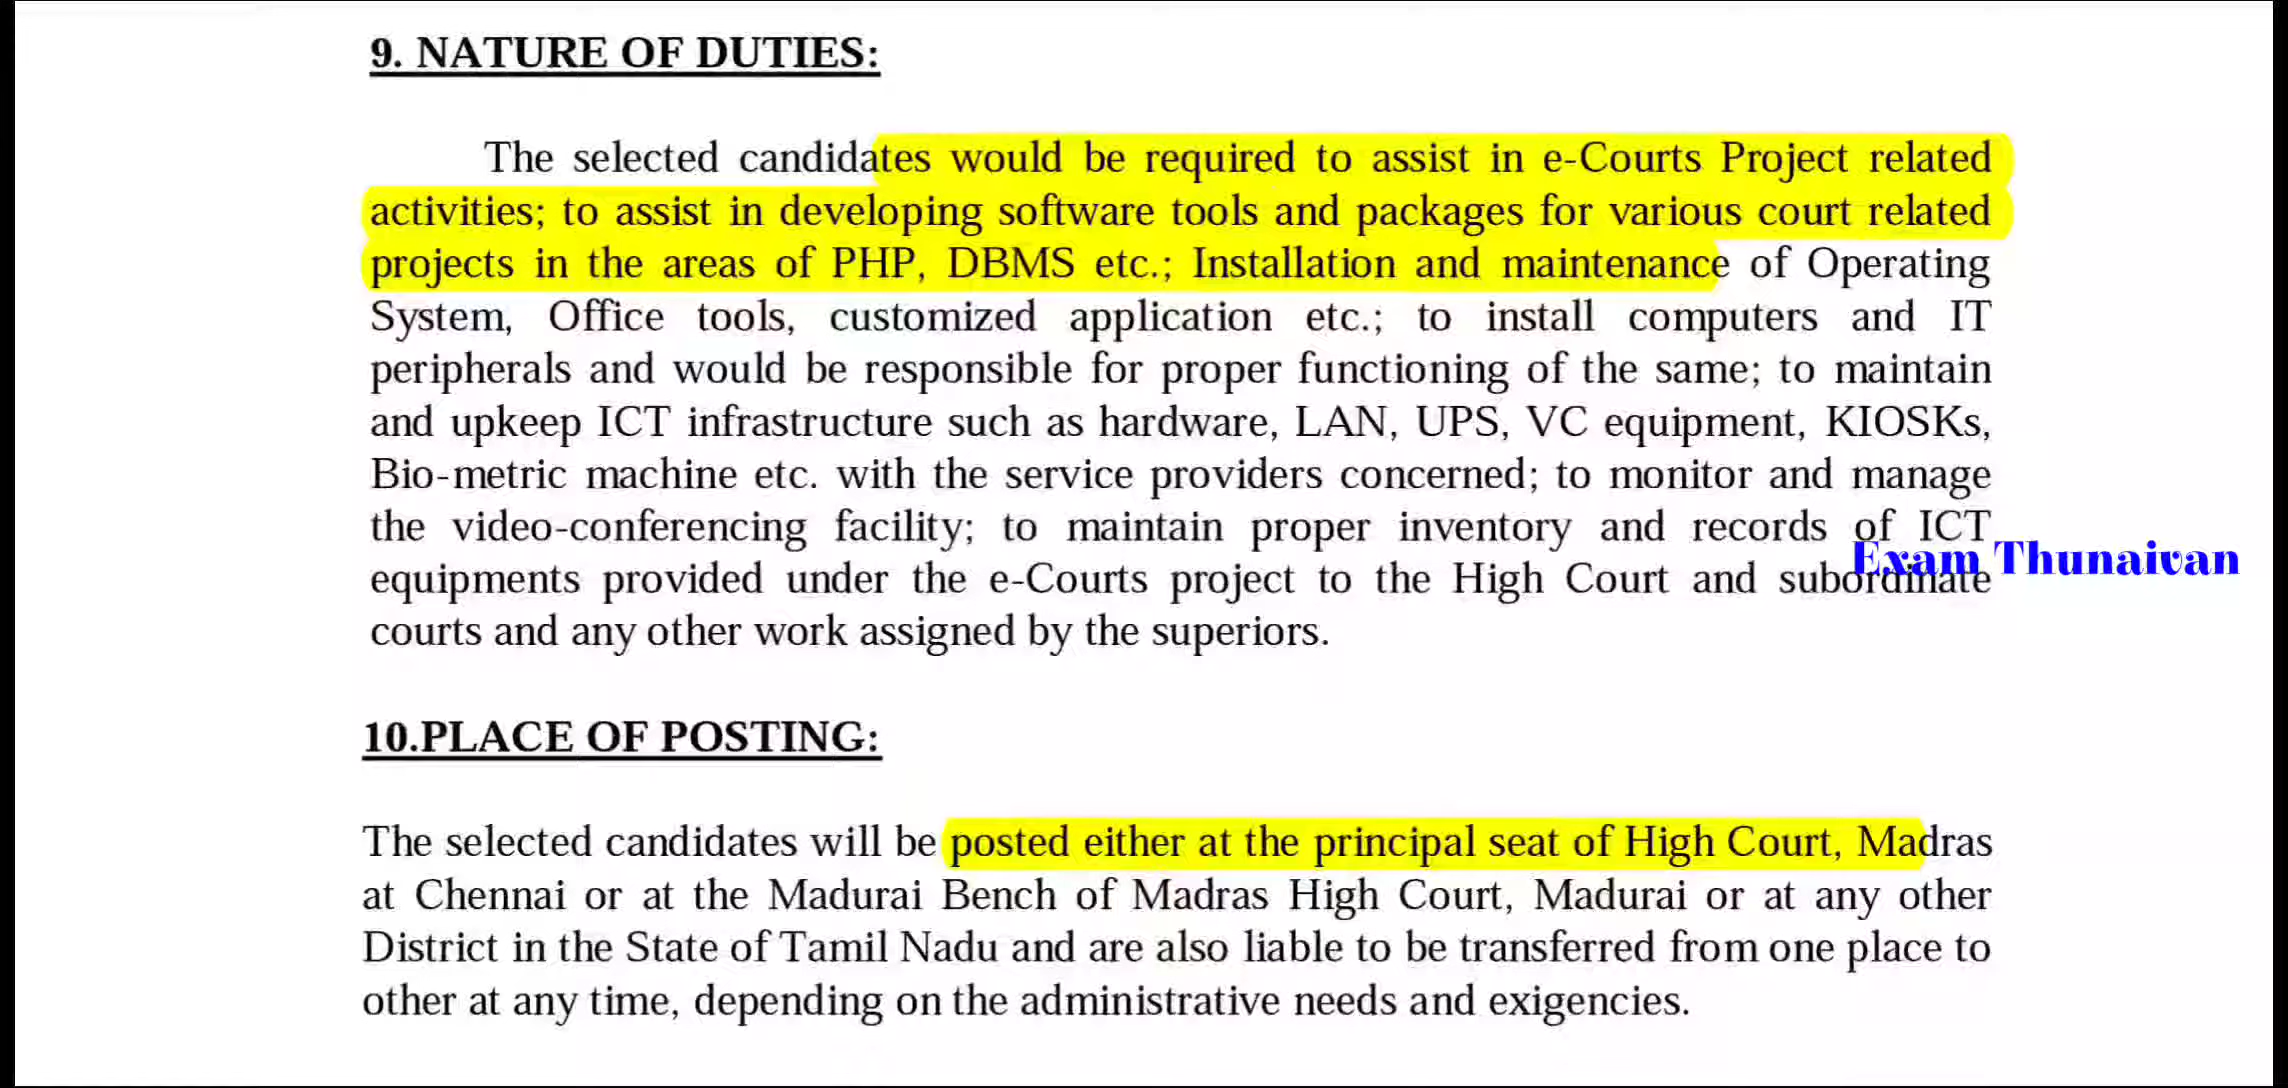 9. NATURE OF DUTIES:
The selected candidates would be required to assist in e-Courts Project related
activities; to assist in developing software tools and packages for various court related
projects in the areas of PHP, DBMS etc.; Installation and maintenance of Operating
System, Office tools, customized application etc.; to install computers and IT
peripherals and would be responsible for proper functioning of the same; to maintain
and upkeep ICT infrastructure such as hardware, LAN, UPS, VC equipment, KIOSKs,
Bio-metric machine etc. with the service providers concerned; to monitor and manage
the video-conferencing facility; to maintain proper inventory and records of ICT
Exam Thunaivan
equipments provided under the e-Courts project to the High Court and subordinate
courts and any other work assigned by the superiors.
10.PLACE OF POSTING:
The selected candidates will be posted either at the principal seat of High Court, Madras
at Chennai or at the Madurai Bench of Madras High Court, Madurai or at any other
District in the State of Tamil Nadu and are also liable to be transferred from one place to
other at any time, depending on the administrative needs and exigencies.